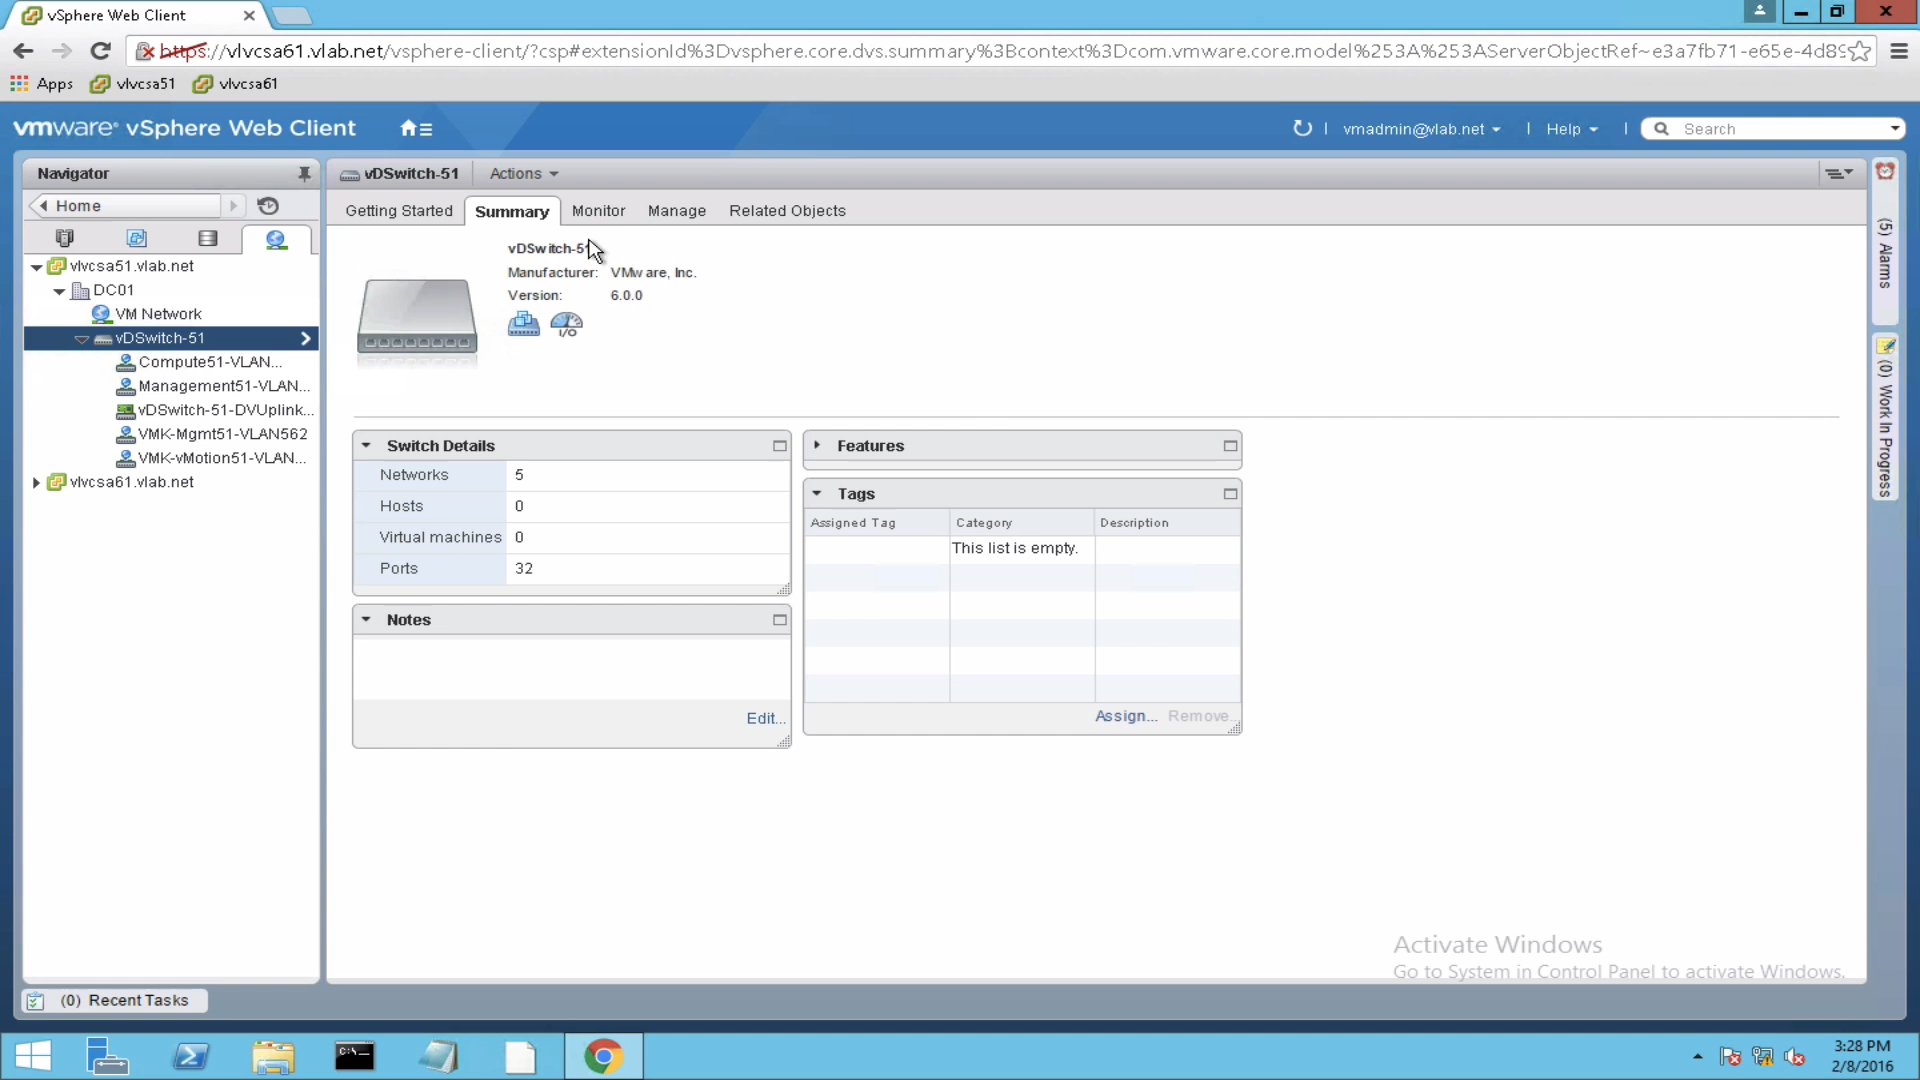 vSphere Web Client
https://vlvcsa61.vlab.net/vsphere-client/?csp#extensionId%3Dvsphere.core.dvs.summary%3Bcontext%3Dcom.vmware.core.model%253A%253AServerObjectRef~e3a7fb71-e65e-4d89
Apps vlvcsa51 vlvcsa61
vmware® vSphere Web Client
vmadmin@vlab.net | Help | Search
Navigator
Home
vlvcsa51.vlab.net
DC01
VM Network
vDSwitch-51
Compute51-VLAN...
Management51-VLAN...
vDSwitch-51-DVUplink...
VMK-Mgmt51-VLAN562
VMK-vMotion51-VLAN...
vlvcsa61.vlab.net
vDSwitch-51 Actions
Getting Started Summary Monitor Manage Related Objects
vDSwitch-51
Manufacturer: VMware, Inc.
Version: 6.0.0
I/O
Switch Details
Networks 5
Hosts 0
Virtual machines 0
Ports 32
Notes
Edit...
Features
Tags
Assigned Tag Category Description
This list is empty.
Assign... Remove...
(5) Alarms
(0) Work In Progress
Activate Windows
Go to System in Control Panel to activate Windows.
(0) Recent Tasks
C:\
3:28 PM
2/8/2016